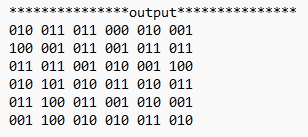 ***************output***************
010 011 011 000 010 001
100 001 011 001 011 011
011 011 001 010 001 100
010 101 010 011 010 011
011 100 011 001 010 001
001 100 010 010 011 010